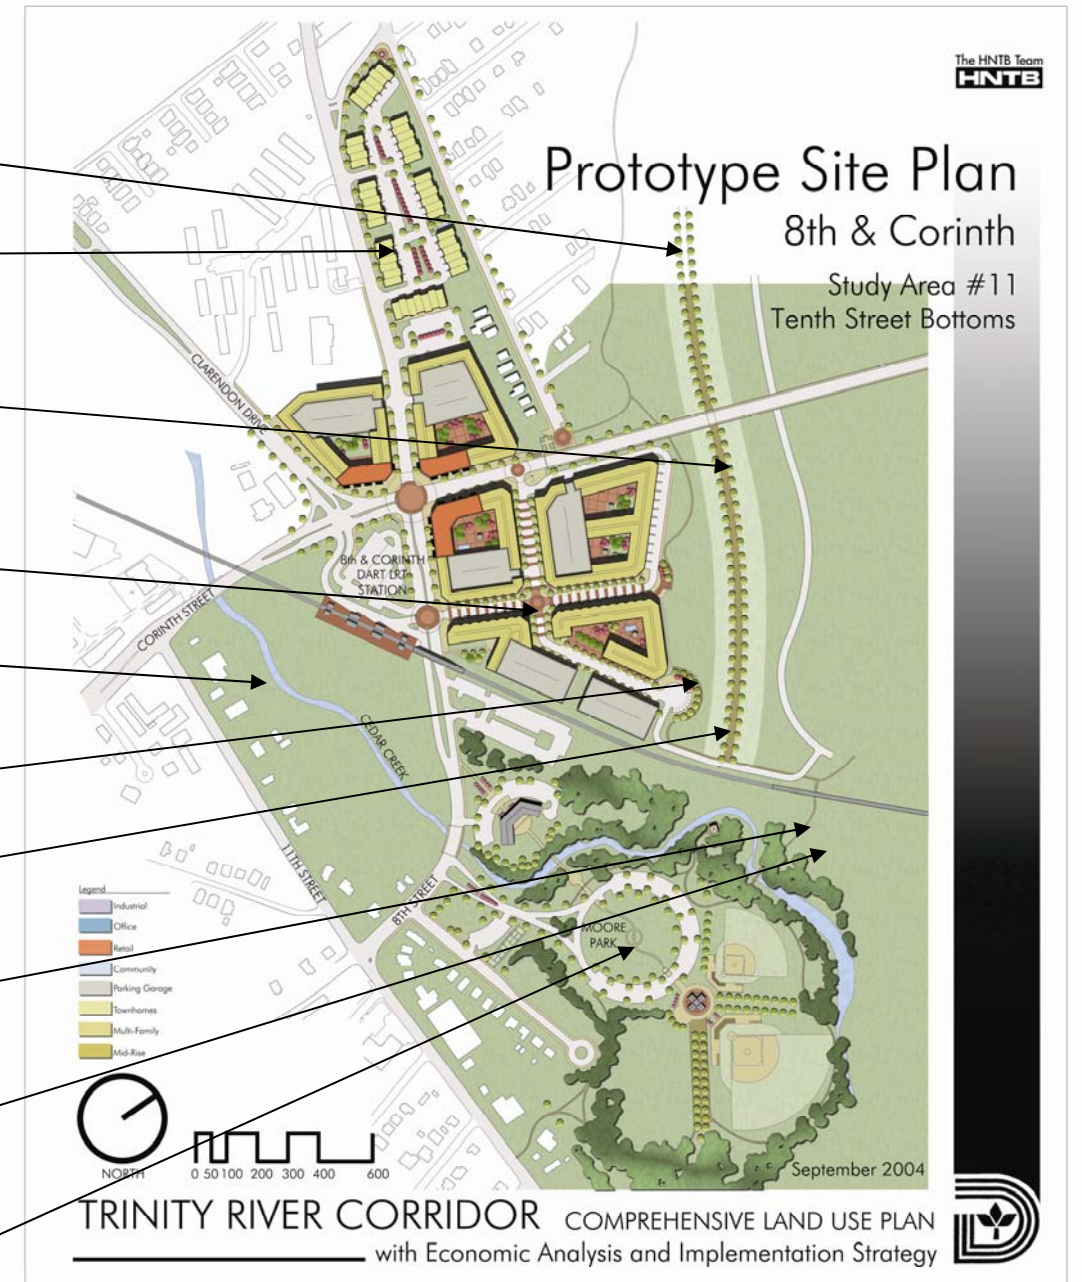 The HNTB Team
HNTB
Prototype Site Plan
8th & Corinth
Study Area #11
Tenth Street Bottoms
CLARENDON DRIVE
8th & CORINTH
DART LRT
STATION
CORINTH STREET
CEDAR CREEK
11TH STREET
8TH STREET
MOORE
PARK
Legend
Industrial
Office
Retail
Community
Parking Garage
Townhomes
Multi-Family
Mid-Rise
NORTH
0 50 100 200 300 400 600
September 2004
TRINITY RIVER CORRIDOR COMPREHENSIVE LAND USE PLAN
with Economic Analysis and Implementation Strategy